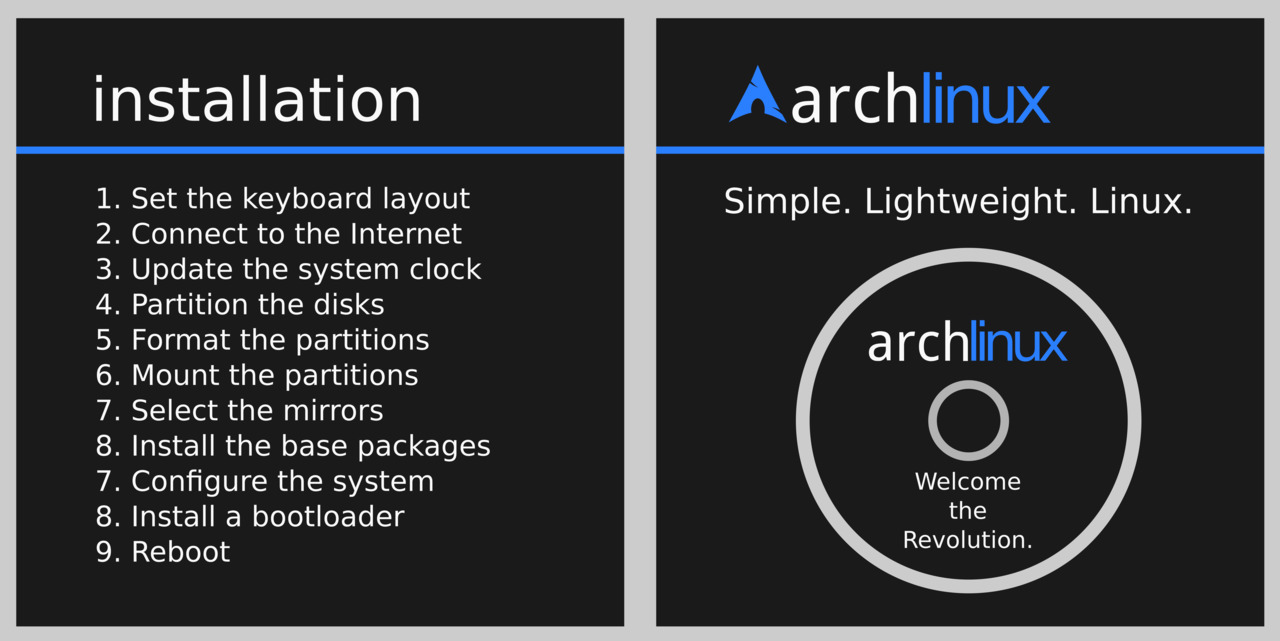 installation
1. Set the keyboard layout
2. Connect to the Internet
3. Update the system clock
4. Partition the disks
5. Format the partitions
6. Mount the partitions
7. Select the mirrors
8. Install the base packages
7. Configure the system
8. Install a bootloader
9. Reboot
archlinux
Simple. Lightweight. Linux.
archlinux
Welcome
the
Revolution.